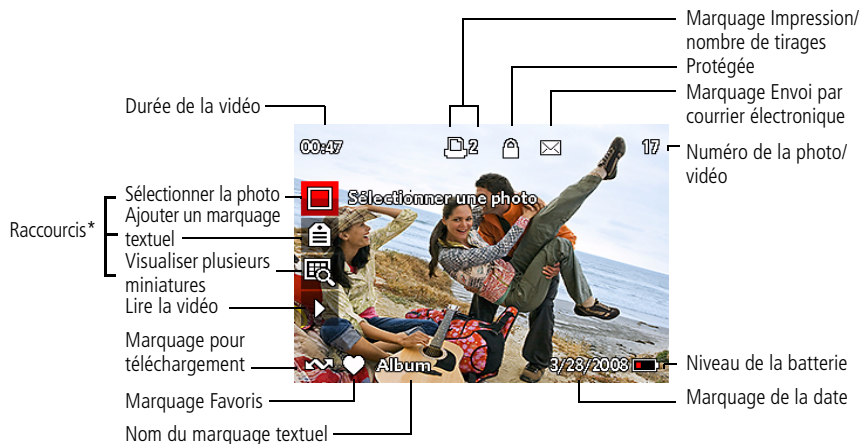 Marquage Impression/
nombre de tirages
Protégée
Marquage Envoi par
courrier électronique
Durée de la vidéo
00:47
2
17
Numéro de la photo/
vidéo
Raccourcis*
Sélectionner la photo
Sélectionner une photo
Ajouter un marquage
textuel
Visualiser plusieurs
miniatures
Lire la vidéo
Marquage pour
téléchargement
Album
3/28/2008
Niveau de la batterie
Marquage Favoris
Marquage de la date
Nom du marquage textuel